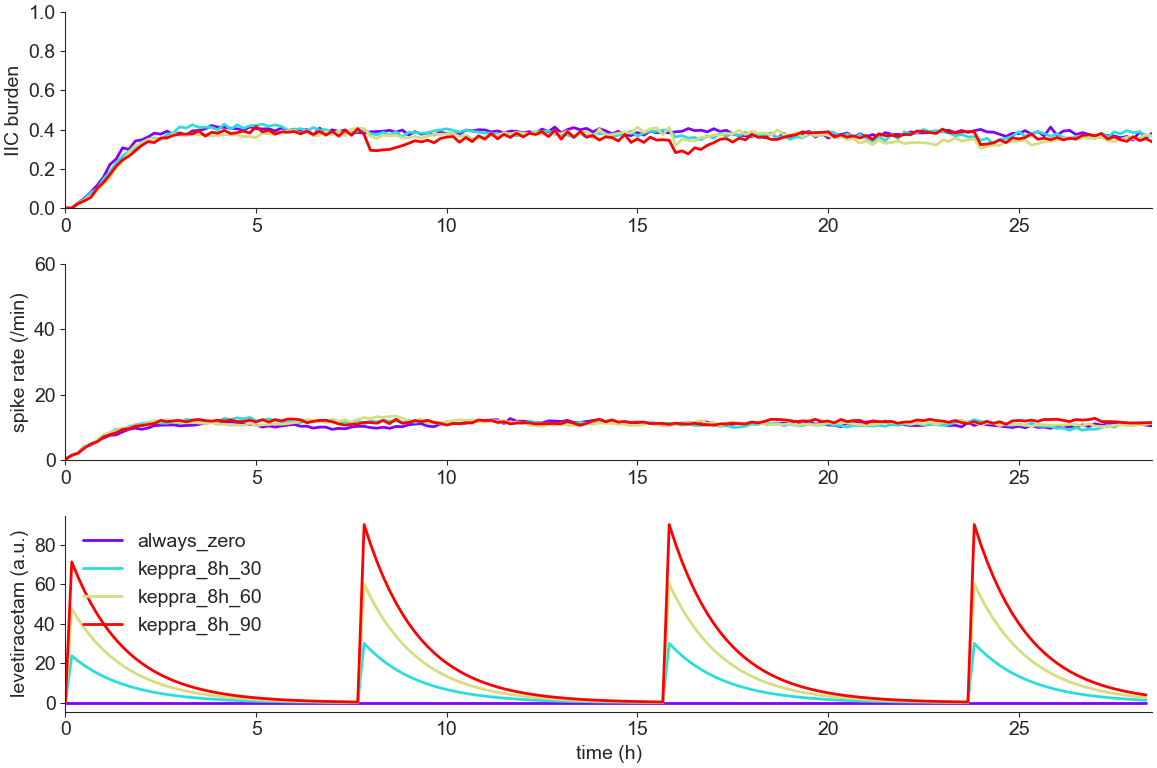 1.0
0.8
0.6
0.4
0.2
0.0
IIC burden
0 5 10 15 20 25
60
40
20
0
spike rate (/min)
0 5 10 15 20 25
80
60
40
20
0
levetiracetam (a.u.)
always_zero
keppra_8h_30
keppra_8h_60
keppra_8h_90
0 5 10 15 20 25
time (h)